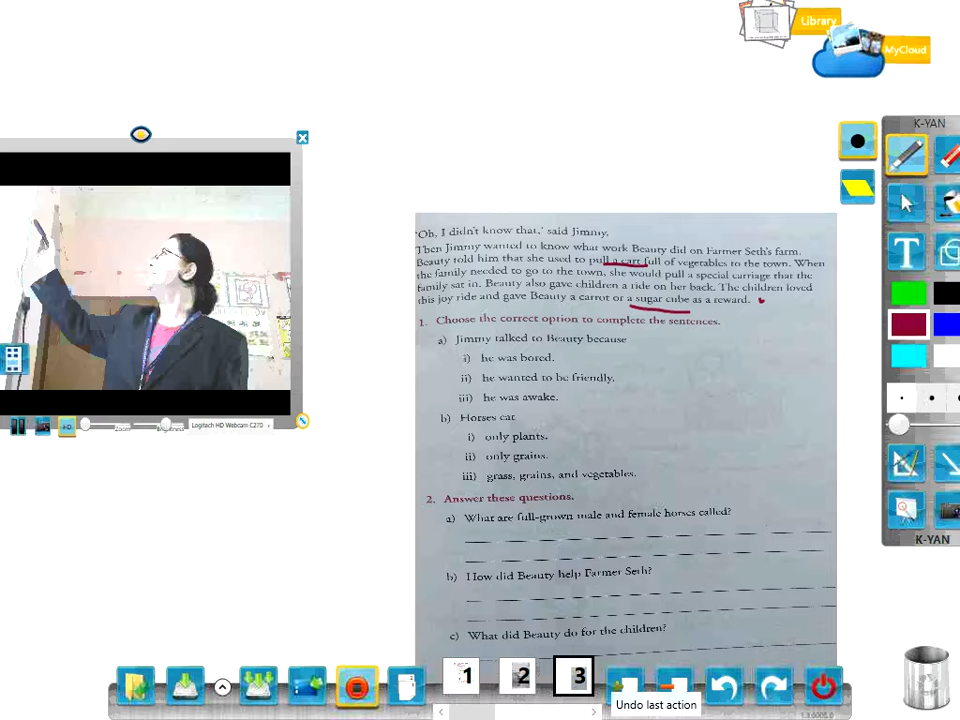 Library
MyCloud
K-YAN
'Oh, I didn't know that,' said Jimmy.
Then Jimmy wanted to know what work Beauty did on Farmer Seth's farm.
Beauty told him that she used to pull a cart full of vegetables to the town. When
the family needed to go to the town, she would pull a special carriage that the
family sat in. Beauty also gave children a ride on her back. The children loved
this joy ride and gave Beauty a carrot or a sugar cube as a reward.
1. Choose the correct option to complete the sentences.
a) Jimmy talked to Beauty because
i) he was bored.
ii) he wanted to be friendly.
iii) he was awake.
b) Horses eat
i) only plants.
ii) only grains.
iii) grass, grains, and vegetables.
2. Answer these questions.
a) What are full-grown male and female horses called?
b) How did Beauty help Farmer Seth?
c) What did Beauty do for the children?
HD
Zoom
Brightness
Logitech HD Webcam C270
T
K-YAN
1
2
3
Undo last action
1.3.0005.0